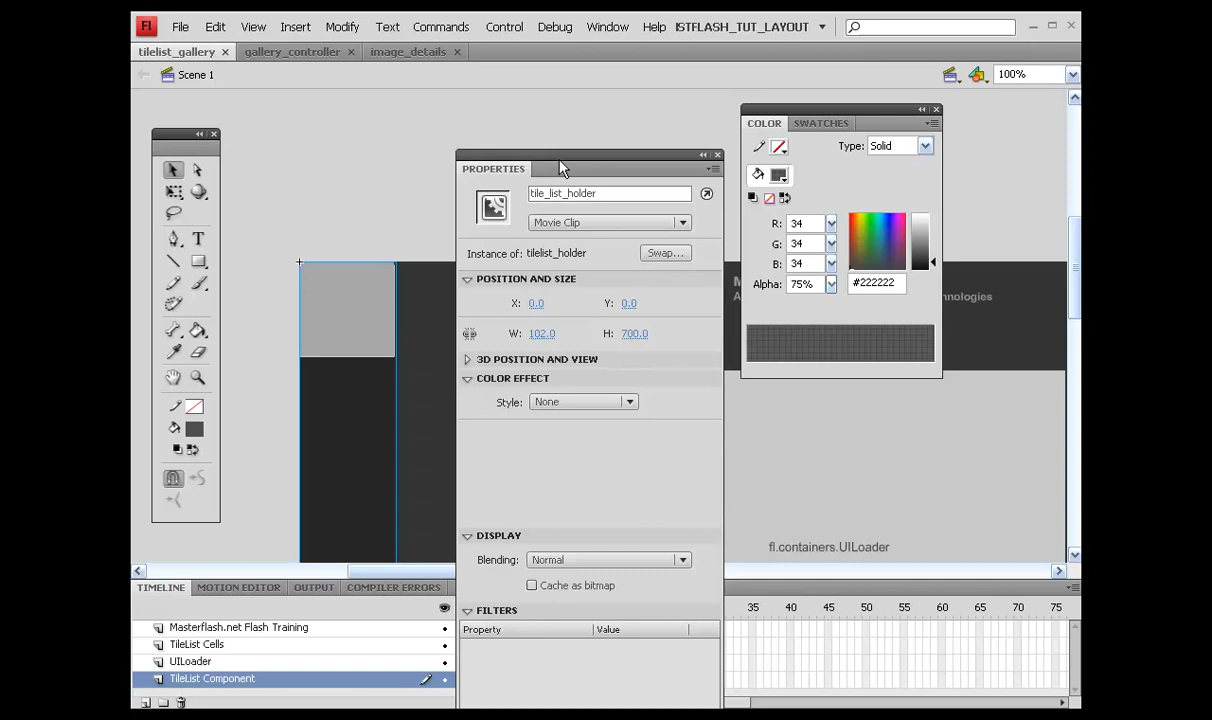 Fl File Edit View Insert Modify Text Commands Control Debug Window Help ISTFLASH_TUT_LAYOUT
tilelist_gallery gallery_controller image_details
Scene 1 100%
COLOR SWATCHES
Type: Solid
R: 34
G: 34
B: 34
Alpha: 75% #222222
PROPERTIES
tile_list_holder
Movie Clip
Instance of: tilelist_holder Swap...
POSITION AND SIZE
X: 0.0 Y: 0.0
W: 102.0 H: 700.0
3D POSITION AND VIEW
COLOR EFFECT
Style: None
DISPLAY
Blending: Normal
Cache as bitmap
FILTERS
Property Value
hnologies
fl.containers.UILoader
TIMELINE MOTION EDITOR OUTPUT COMPILER ERRORS
35 40 45 50 55 60 65 70 75
Masterflash.net Flash Training
TileList Cells
UILoader
TileList Component